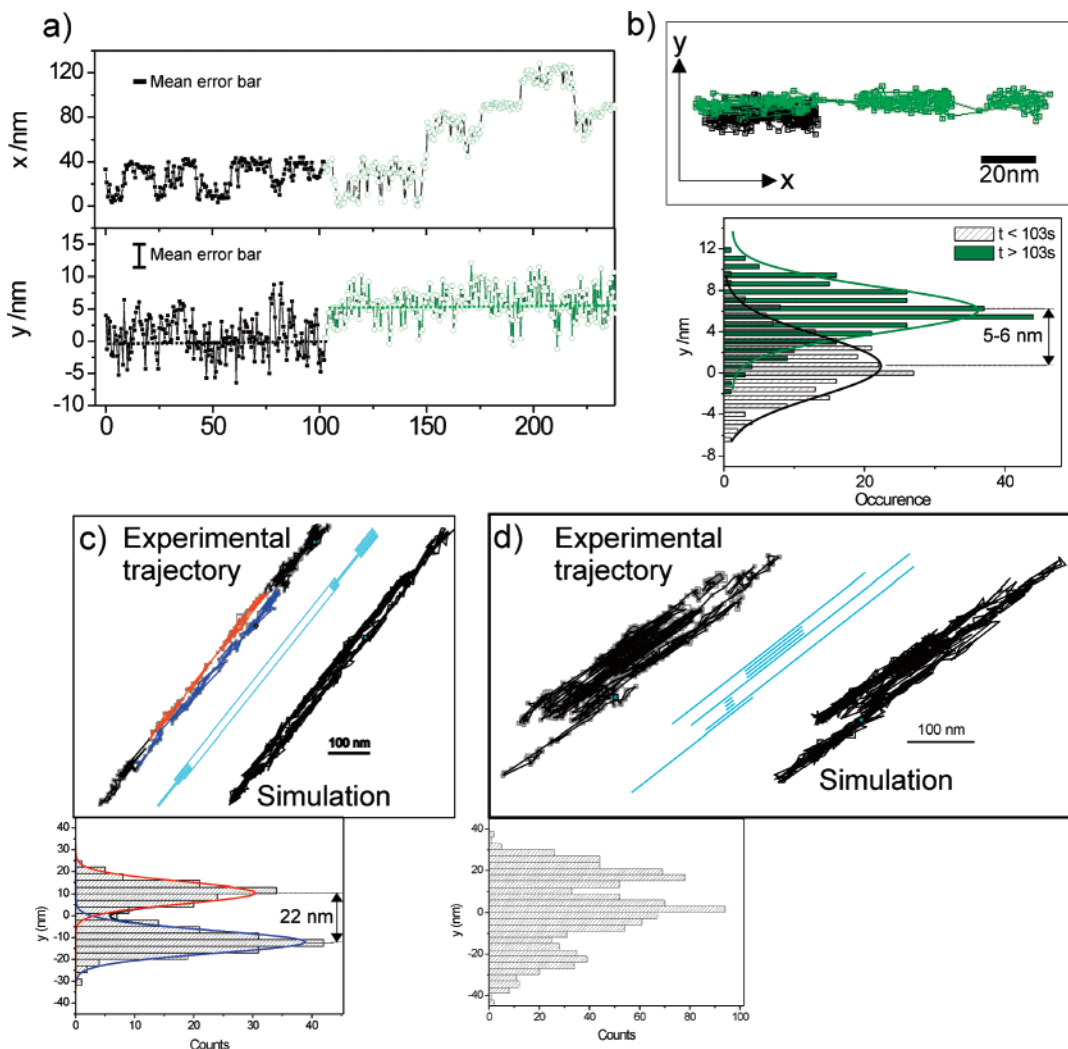 a)
x /nm
120
80
40
0
Mean error bar
y /nm
15
10
5
0
-5
-10
Mean error bar
0 50 100 150 200
b)
y
x
20nm
y /nm
12
8
4
0
-4
-8
t < 103s
t > 103s
5-6 nm
0 20 40
Occurence
c) Experimental
trajectory
100 nm
Simulation
y (nm)
40
30
20
10
0
-10
-20
-30
-40
22 nm
0 10 20 30 40
Counts
d) Experimental
trajectory
100 nm
Simulation
y (nm)
40
20
0
-20
-40
0 20 40 60 80 100
Counts